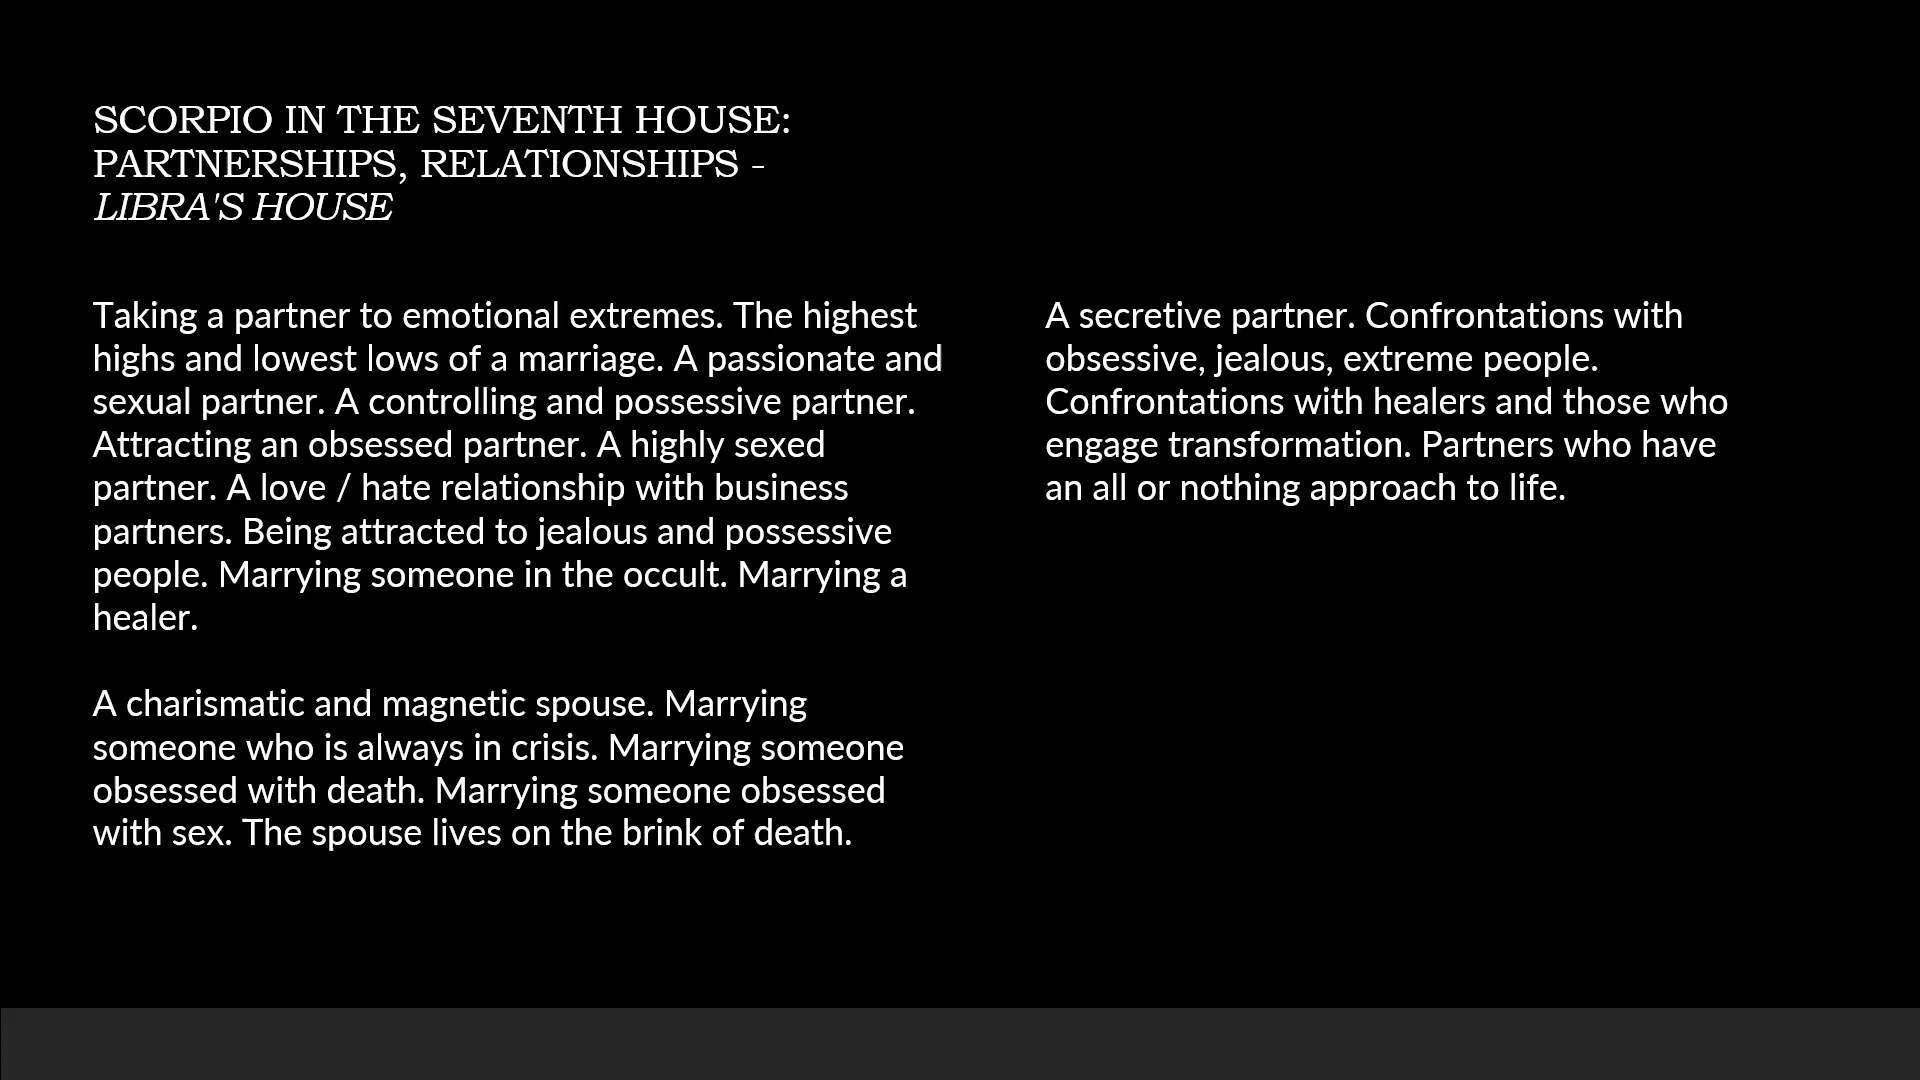 SCORPIO IN THE SEVENTH HOUSE:
PARTNERSHIPS, RELATIONSHIPS -
LIBRA'S HOUSE
Taking a partner to emotional extremes. The highest
highs and lowest lows of a marriage. A passionate and
sexual partner. A controlling and possessive partner.
Attracting an obsessed partner. A highly sexed
partner. A love / hate relationship with business
partners. Being attracted to jealous and possessive
people. Marrying someone in the occult. Marrying a
healer.
A charismatic and magnetic spouse. Marrying
someone who is always in crisis. Marrying someone
obsessed with death. Marrying someone obsessed
with sex. The spouse lives on the brink of death.
A secretive partner. Confrontations with
obsessive, jealous, extreme people.
Confrontations with healers and those who
engage transformation. Partners who have
an all or nothing approach to life.